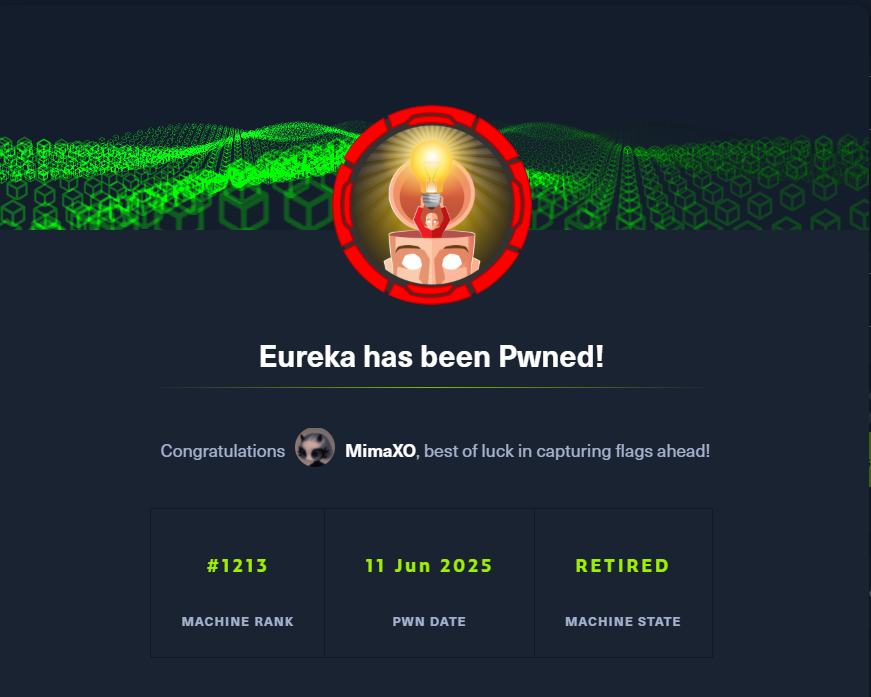 Eureka has been Pwned!
Congratulations MimaXO, best of luck in capturing flags ahead!
#1213 11 Jun 2025 RETIRED
MACHINE RANK PWN DATE MACHINE STATE